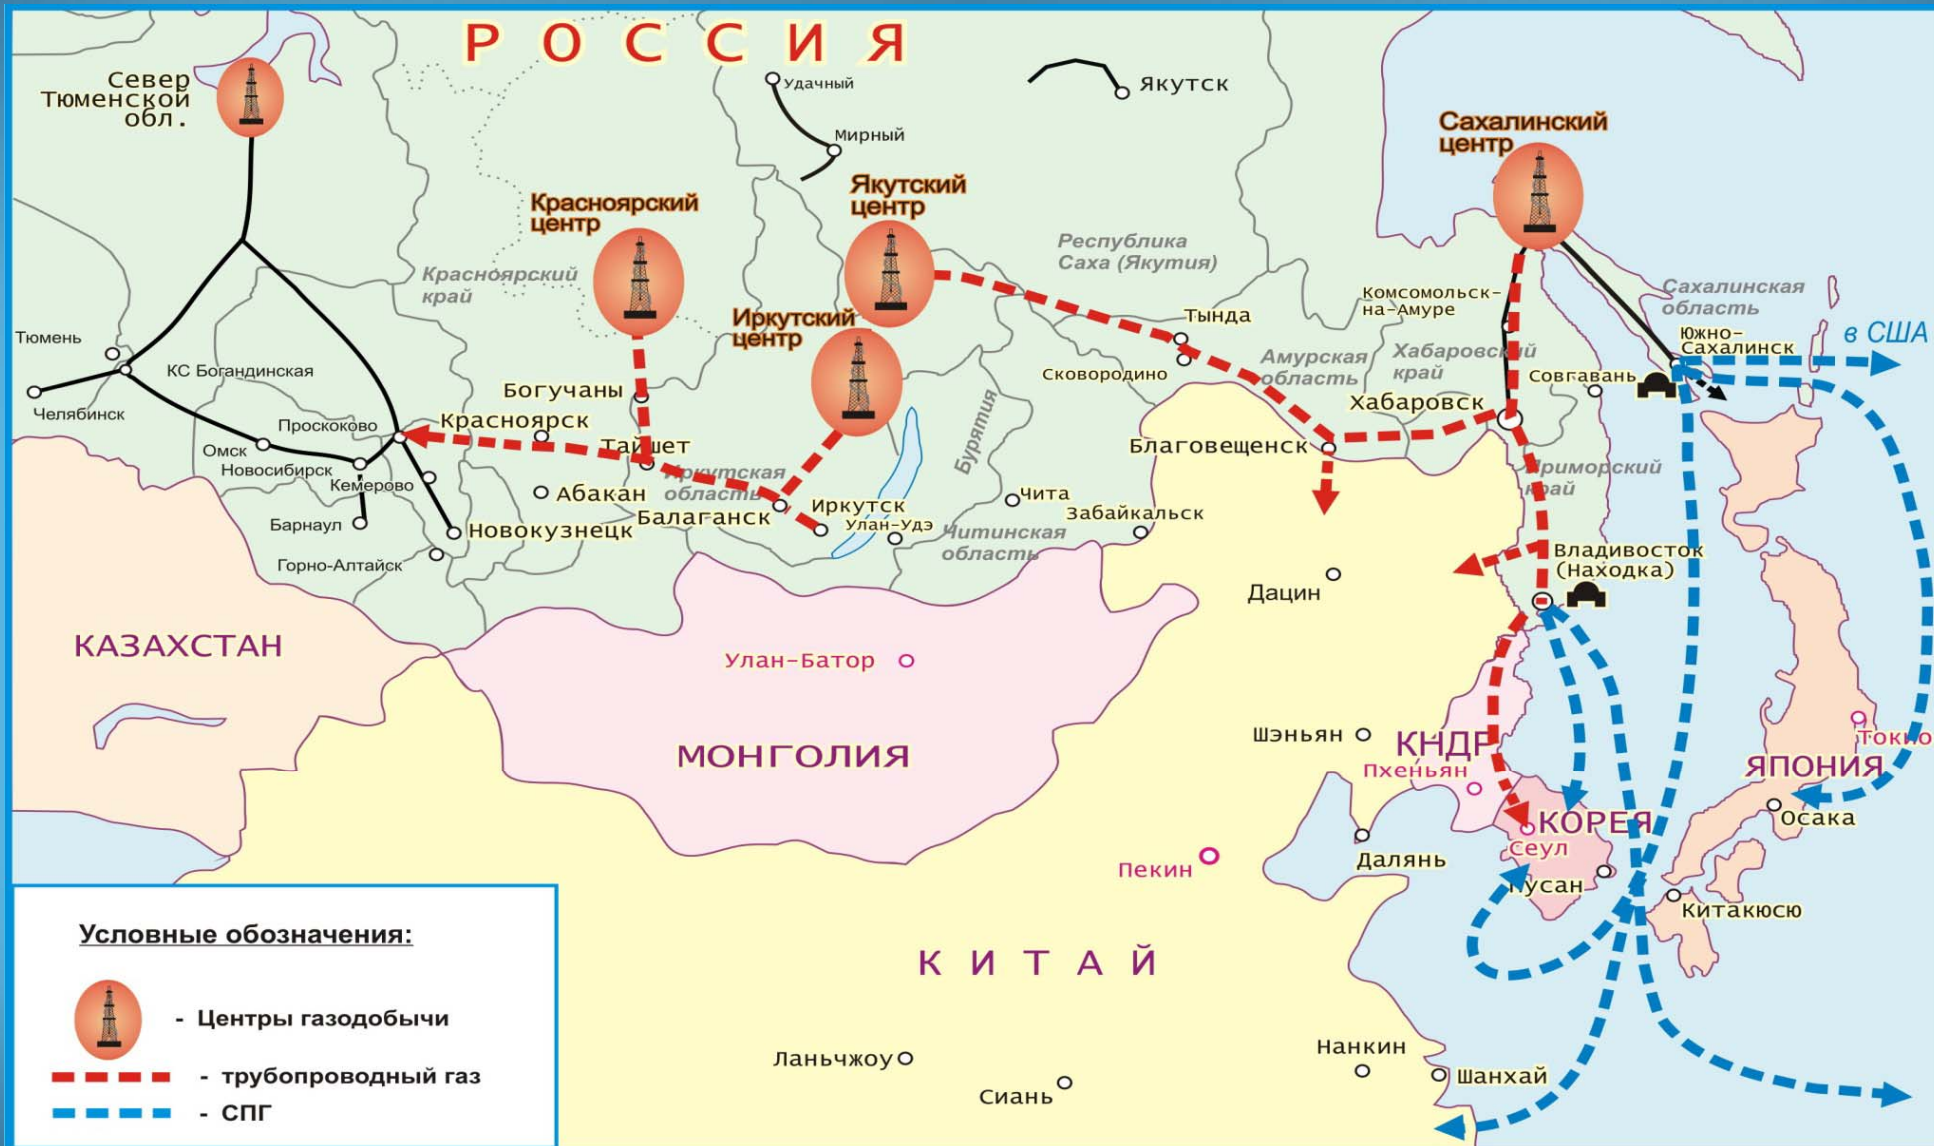 РОССИЯ
Север
Тюменской
обл.
Удачный
Якутск
Мирный
Сахалинский
центр
Красноярский
центр
Якутский
центр
Республика
Саха (Якутия)
Красноярский
край
Иркутский
центр
Комсомольск-
на-Амуре
Сахалинская
область
Тюмень
Тында
Южно-
Сахалинск
в США
КС Богандинская
Сковородино
Амурская
область
Хабаровский
край
Совгавань
Челябинск
Богучаны
Хабаровск
Проскоково
Красноярск
Тайшет
Бурятия
Благовещенск
Омск
Новосибирск
Кемерово
Иркутская
область
Приморский
край
Абакан
Балаганск
Иркутск
Улан-Удэ
Чита
Забайкальск
Барнаул
Новокузнецк
Читинская
область
Горно-Алтайск
Владивосток
(Находка)
Дацин
КАЗАХСТАН
Улан-Батор
МОНГОЛИЯ
Шэньян
КНДР
Пхеньян
Токио
ЯПОНИЯ
КОРЕЯ
Сеул
Осака
Далянь
Пекин
Пусан
Китакюсю
КИТАЙ
Ланьчжоу
Сиань
Нанкин
Шанхай
Условные обозначения:
- Центры газодобычи
- трубопроводный газ
- СПГ